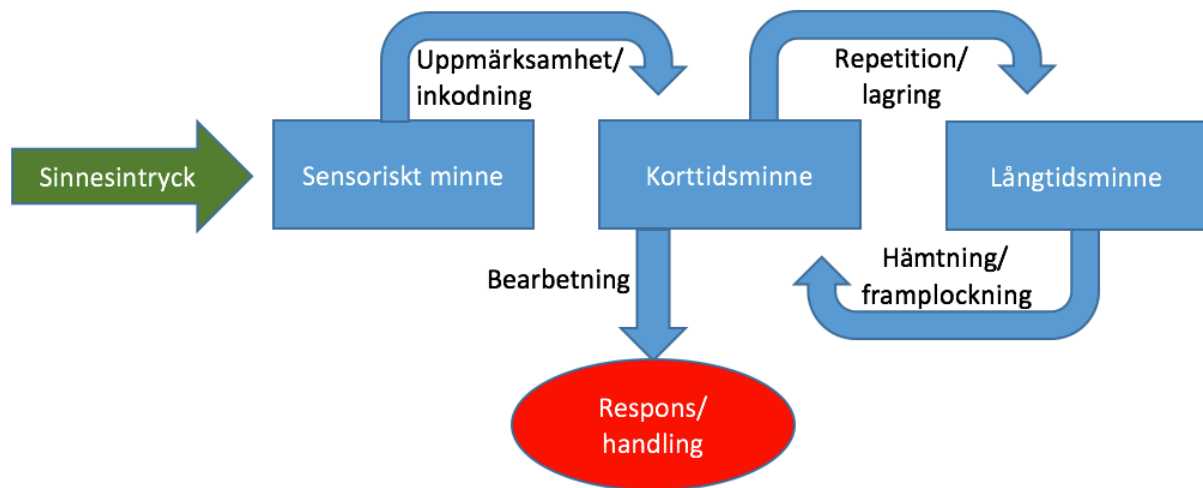 Uppmärksamhet/
inkodning
Repetition/
lagring
Sinnesintryck
Sensoriskt minne
Korttidsminne
Långtidsminne
Bearbetning
Hämtning/
framplockning
Respons/
handling